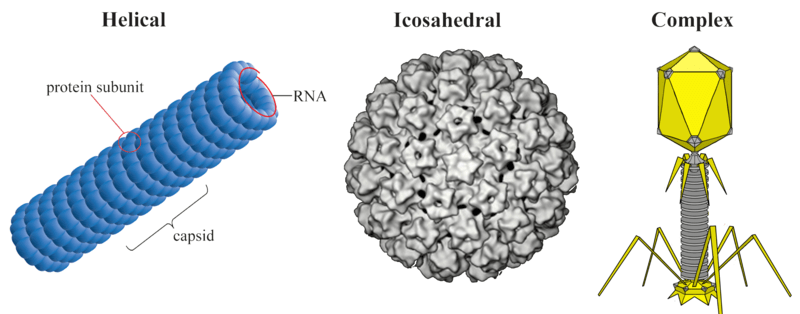 Helical
Icosahedral
Complex
protein subunit
RNA
capsid